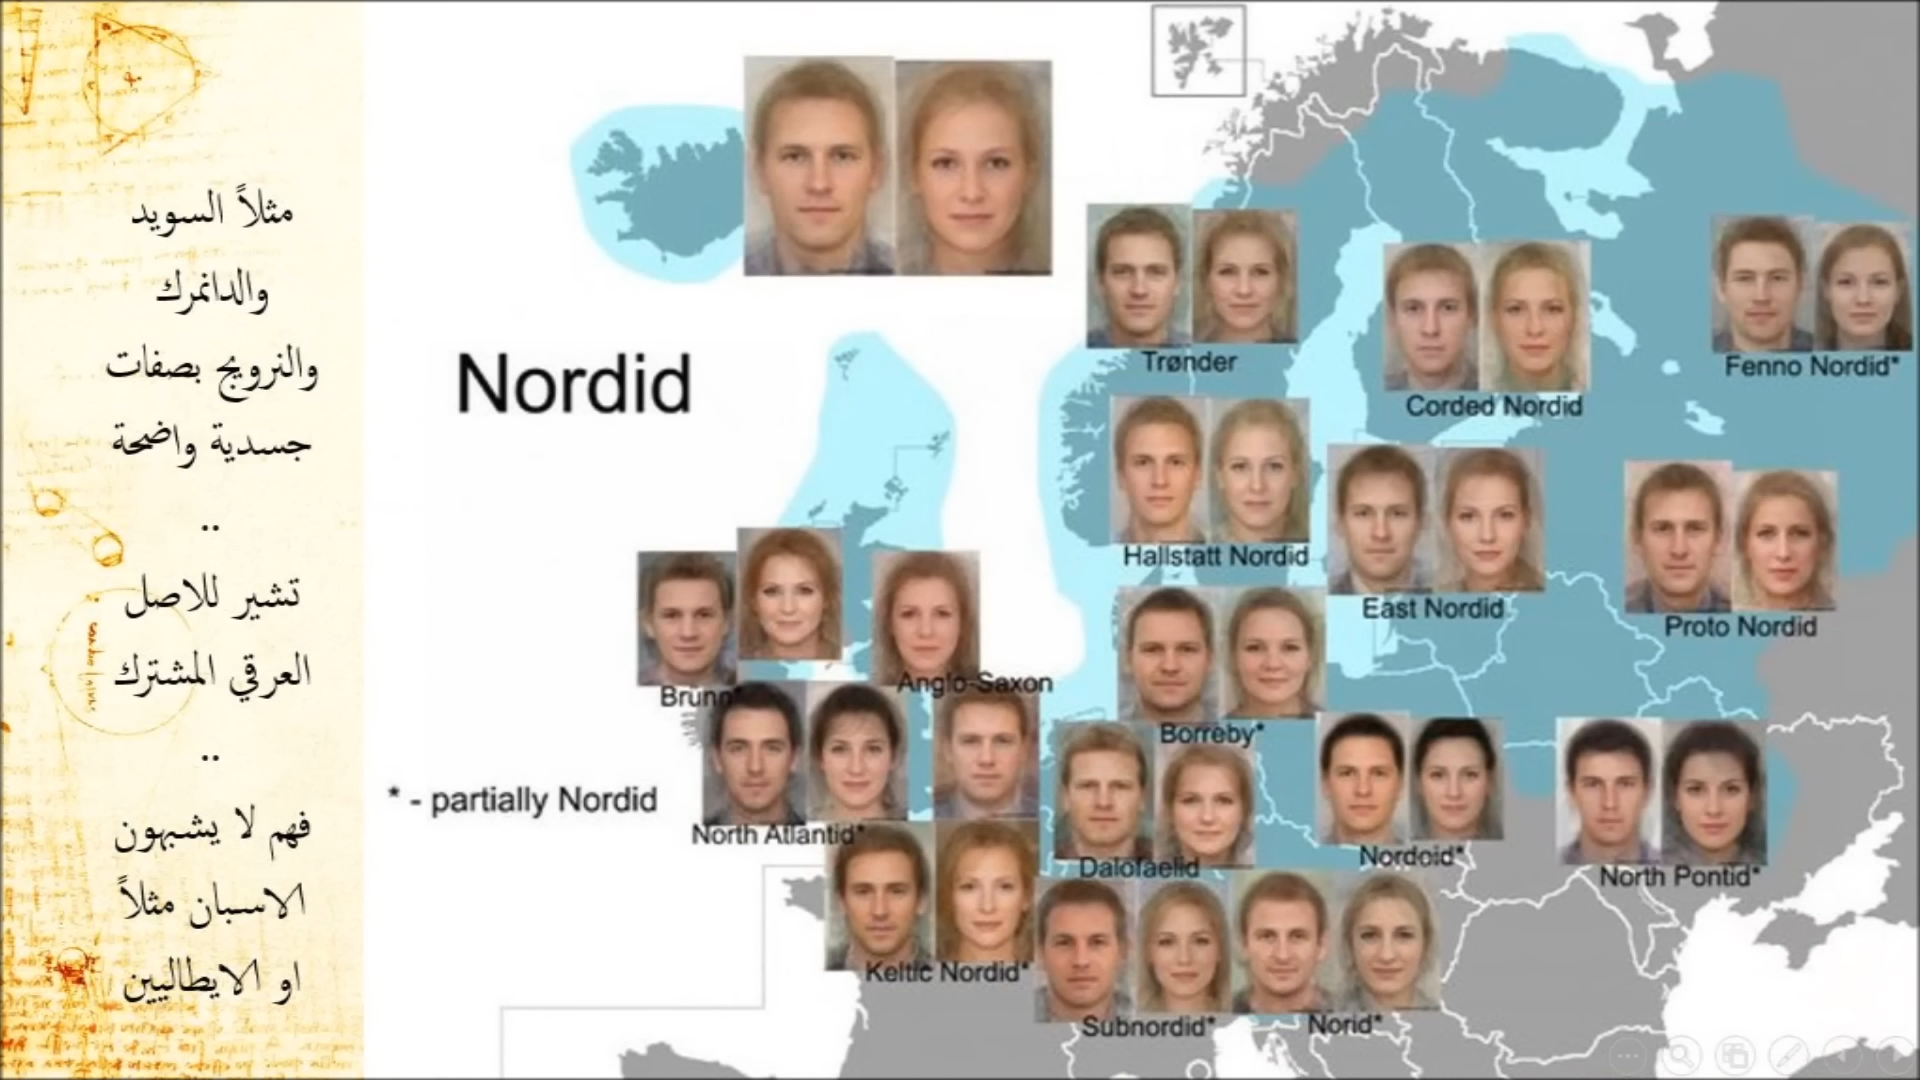 مثلاً السويد
والدانمرك
والنرويج بصفات
جسدية واضحة
..
تشير للاصل
العرقي المشترك
..
فهم لا يشبهون
الاسبان مثلاً
او الايطاليين
Nordid
* - partially Nordid
Trønder
Corded Nordid
Fenno Nordid*
Hallstatt Nordid
East Nordid
Proto Nordid
Brünn*
Anglo-Saxon
Borreby*
North Atlantid*
Dalofaelid
Nordoid*
North Pontid*
Keltic Nordid*
Subnordid*
Norid*